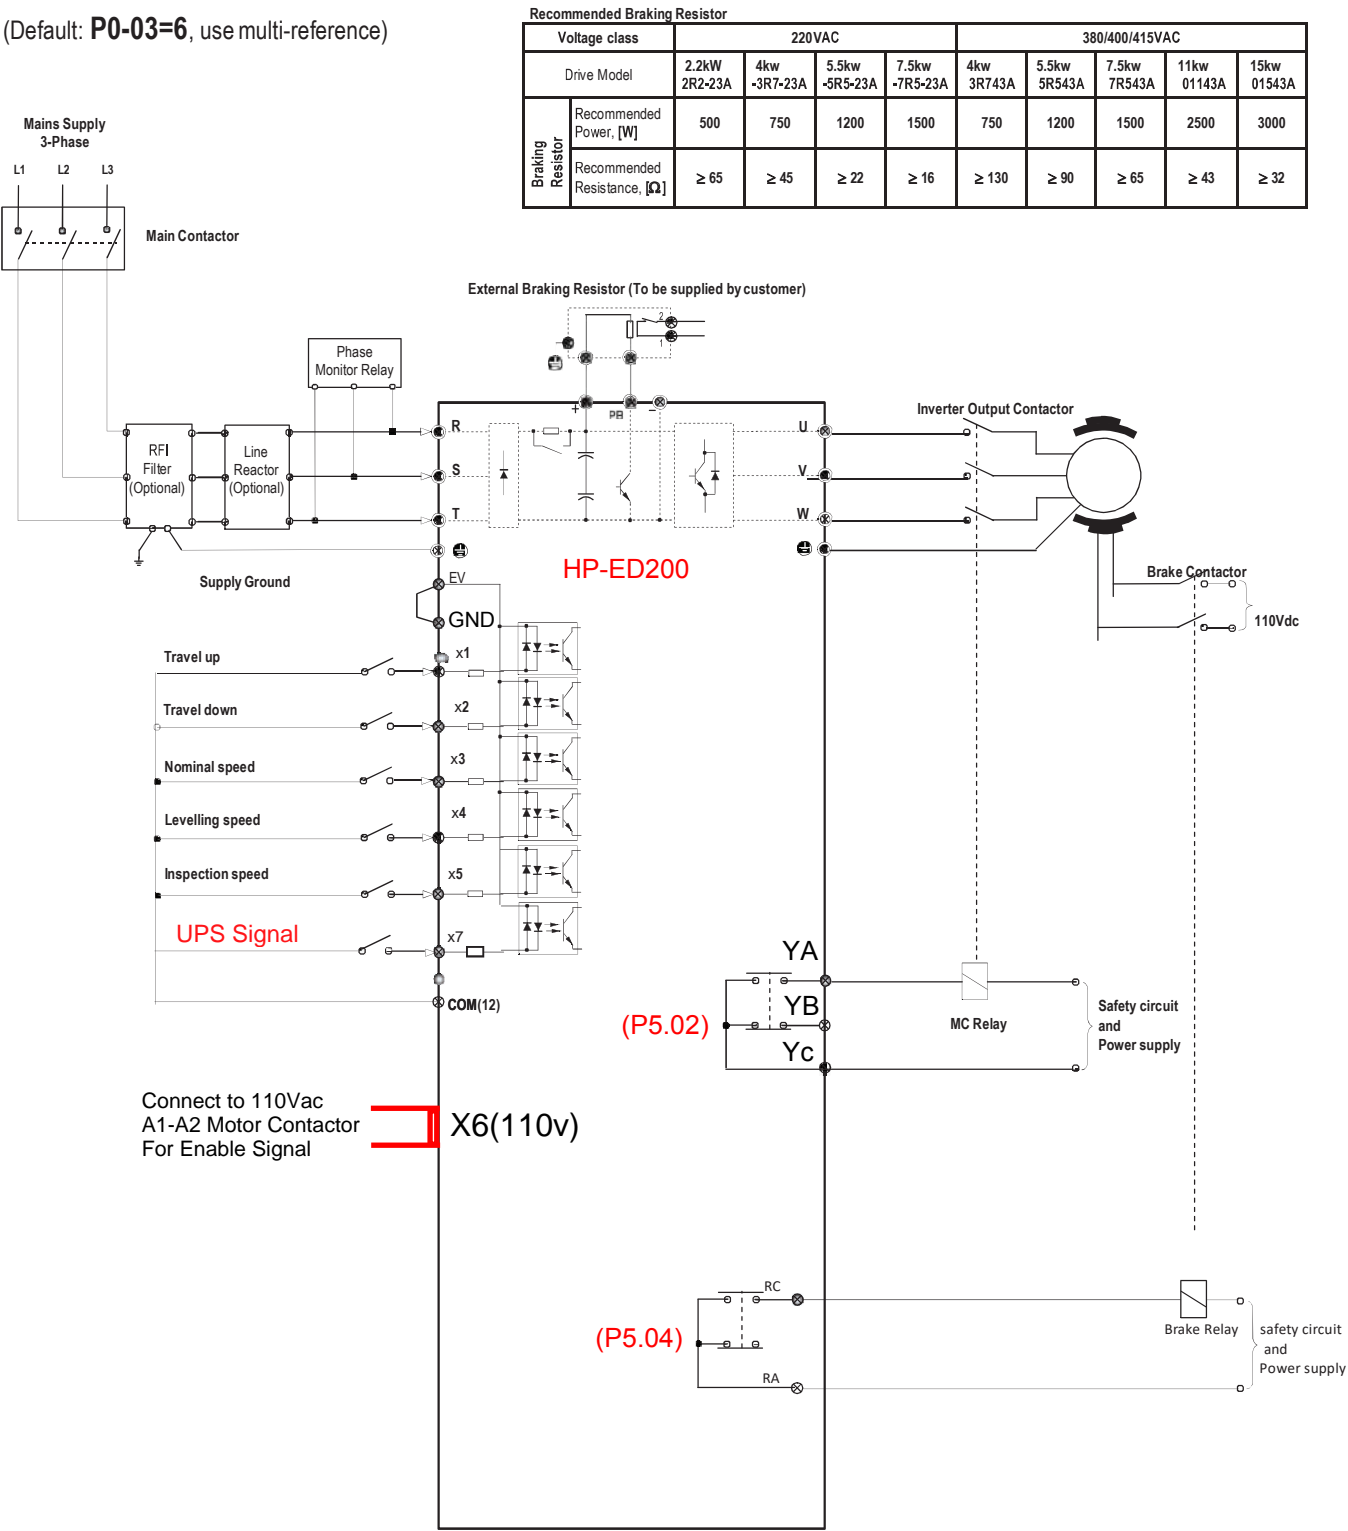 (Default: P0-03=6, use multi-reference)
Recommended Braking Resistor
Voltage class 220VAC 380/400/415VAC
Drive Model
2.2kW 4kw 5.5kw 7.5kw 4kw 5.5kw 7.5kw 11kw 15kw
2R2-23A -3R7-23A -5R5-23A -7R5-23A 3R743A 5R543A 7R543A 01143A 01543A
Braking
Resistor
Recommended
Power, [W]
500 750 1200 1500 750 1200 1500 2500 3000
Recommended
Resistance, [Ω]
≥ 65 ≥ 45 ≥ 22 ≥ 16 ≥ 130 ≥ 90 ≥ 65 ≥ 43 ≥ 32
Mains Supply
3-Phase
L1 L2 L3
Main Contactor
External Braking Resistor (To be supplied by customer)
2
1
Phase
Monitor Relay
+ PB −
Inverter Output Contactor
RFI
Filter
(Optional)
Line
Reactor
(Optional)
R
S
T
U
V
W
HP-ED200
Supply Ground
EV
GND
Brake Contactor
110Vdc
Travel up x1
Travel down x2
Nominal speed x3
Levelling speed x4
Inspection speed x5
UPS Signal x7
COM(12)
YA
YB
Yc
(P5.02)
MC Relay
Safety circuit
and
Power supply
Connect to 110Vac
A1-A2 Motor Contactor
For Enable Signal
X6(110v)
RC
(P5.04)
RA
Brake Relay
safety circuit
and
Power supply